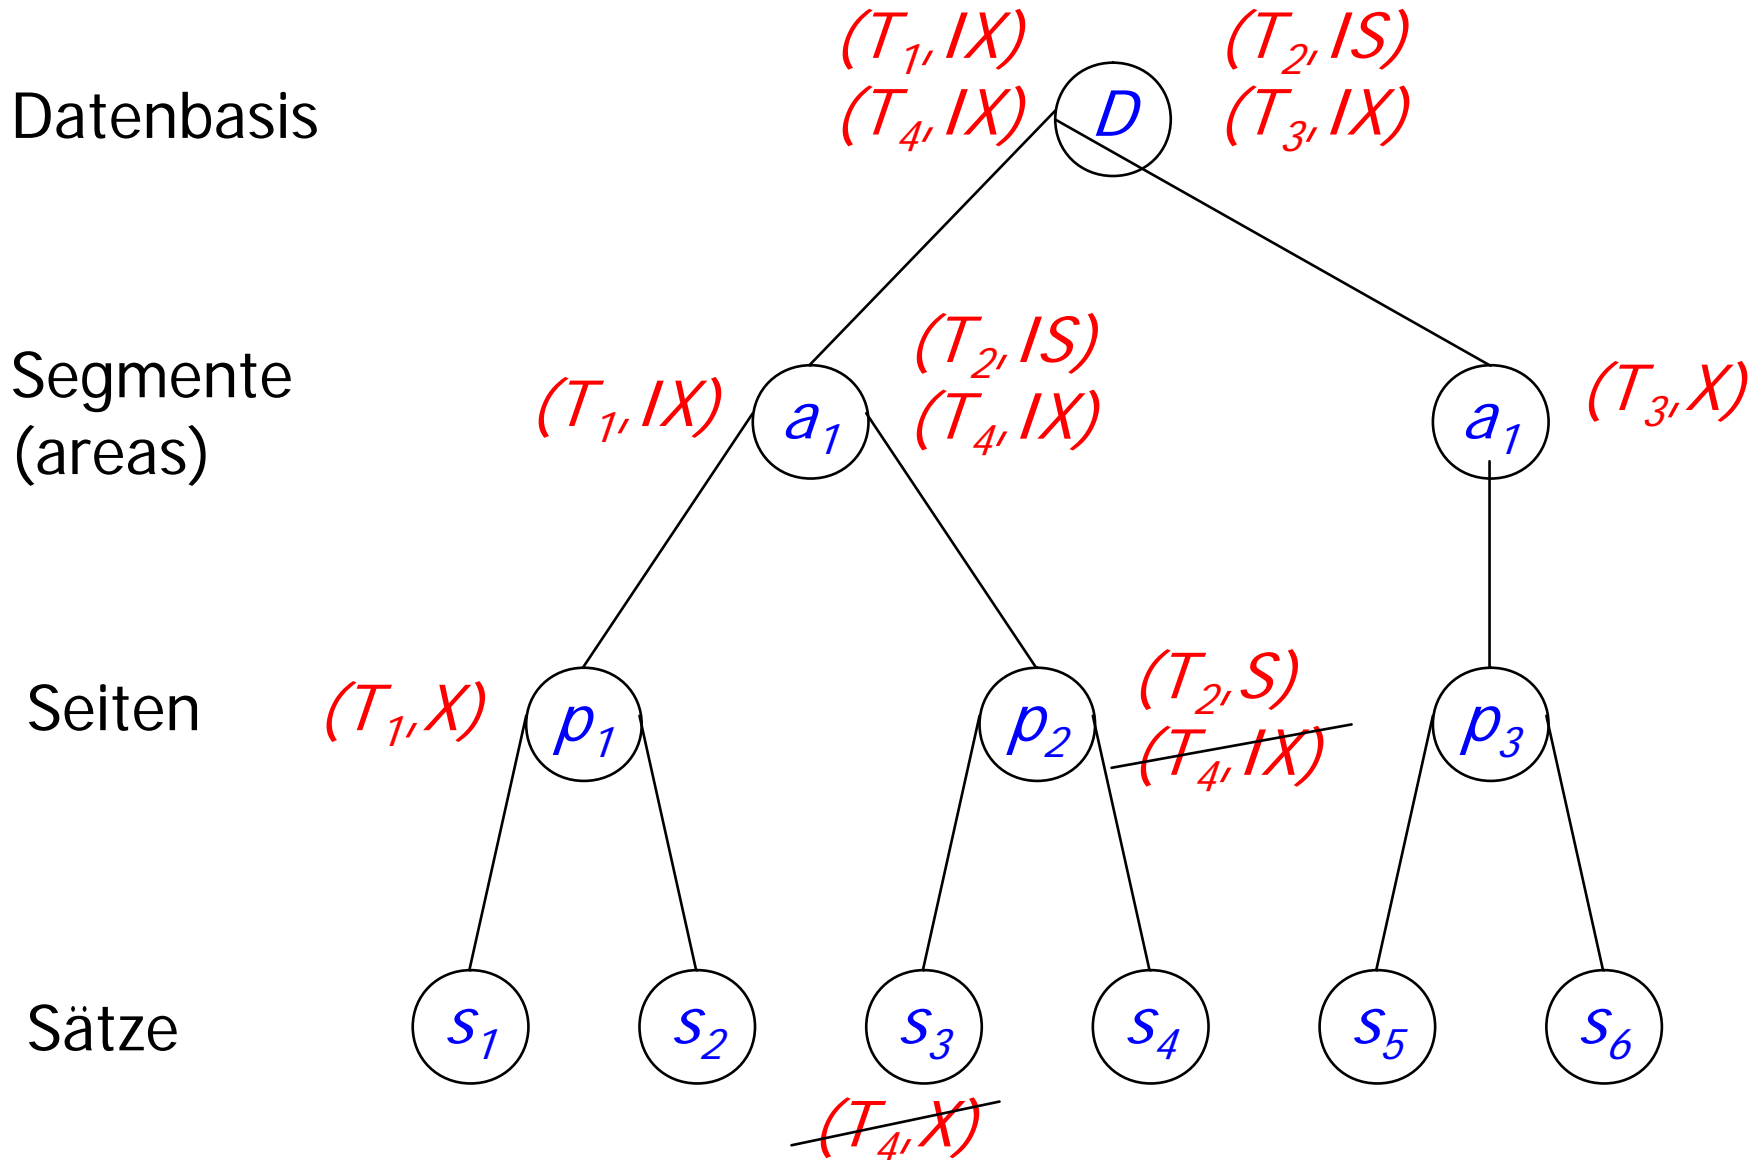 (T₁, IX) (T₂, IS)
Datenbasis (T₄, IX) D (T₃, IX)
Segmente (T₂, IS)
(T₁, IX) a₁ (T₄, IX) a₁ (T₃, X)
(areas)
(T₂, S)
Seiten (T₁, X) p₁ p₂ p₃
(T₄, IX)
Sätze s₁ s₂ s₃ s₄ s₅ s₆
(T₄, X)